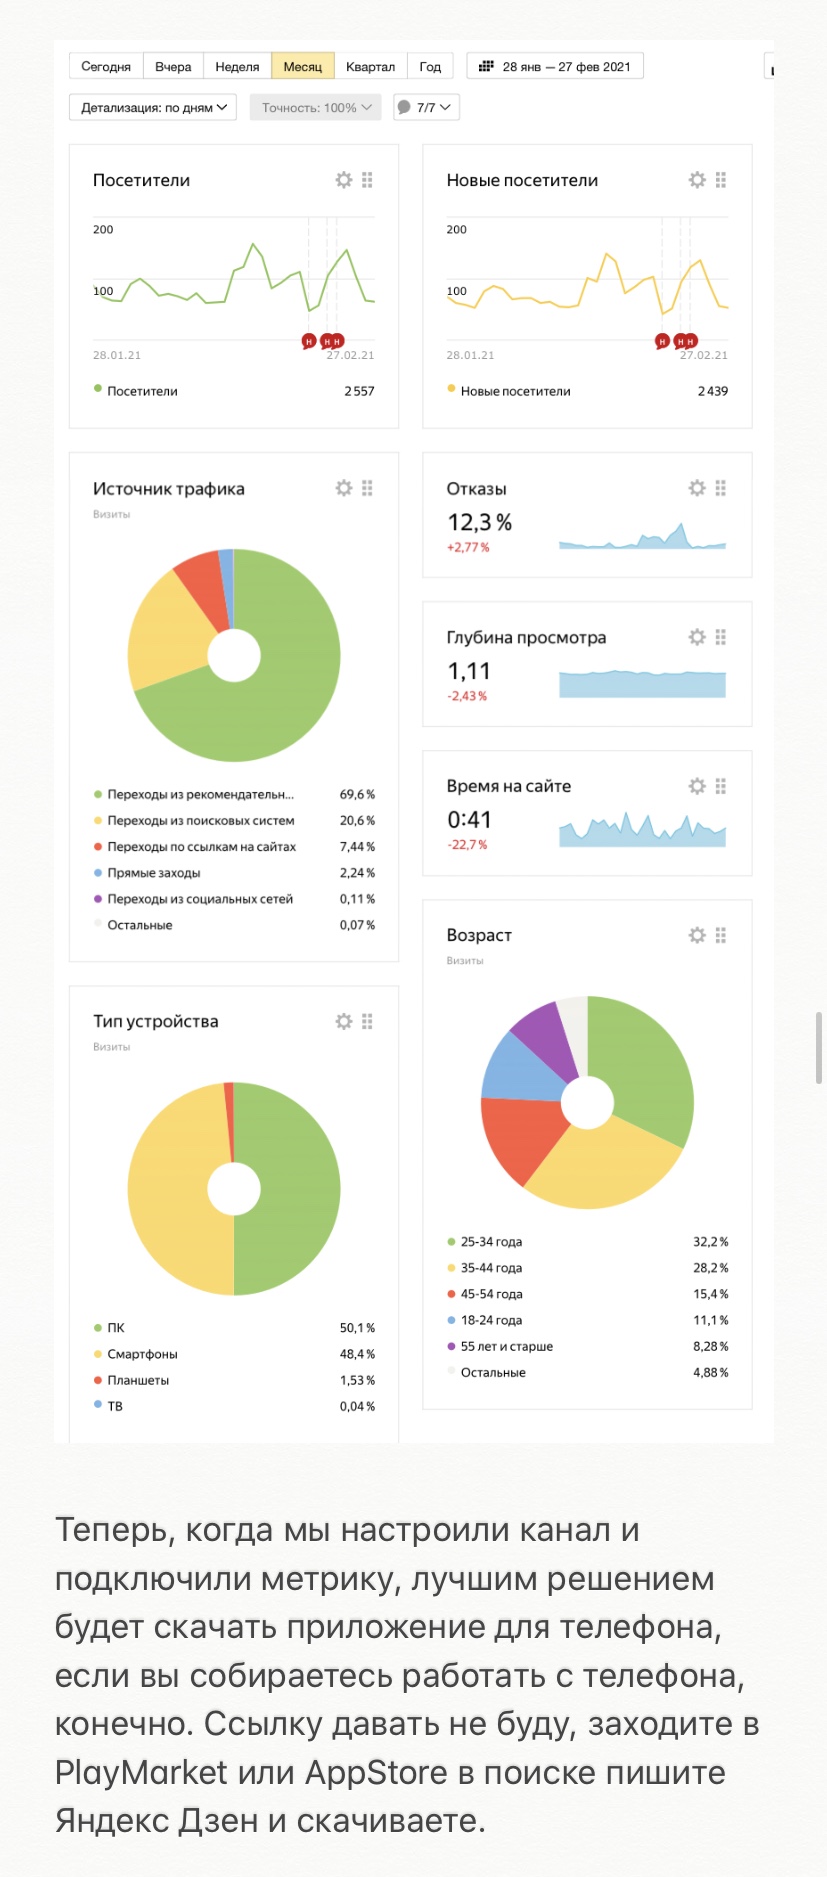 Сегодня Вчера Неделя Месяц Квартал Год 28 янв — 27 фев 2021
Детализация: по дням Точность: 100% 7/7
Посетители
200
100
Н Н Н
28.01.21 27.02.21
Посетители 2 557
Новые посетители
200
100
Н Н Н
28.01.21 27.02.21
Новые посетители 2 439
Источник трафика
Визиты
Переходы из рекомендательн... 69,6 %
Переходы из поисковых систем 20,6 %
Переходы по ссылкам на сайтах 7,44 %
Прямые заходы 2,24 %
Переходы из социальных сетей 0,11 %
Остальные 0,07 %
Отказы
12,3 %
+2,77 %
Глубина просмотра
1,11
-2,43 %
Время на сайте
0:41
-22,7 %
Тип устройства
Визиты
ПК 50,1 %
Смартфоны 48,4 %
Планшеты 1,53 %
ТВ 0,04 %
Возраст
Визиты
25-34 года 32,2 %
35-44 года 28,2 %
45-54 года 15,4 %
18-24 года 11,1 %
55 лет и старше 8,28 %
Остальные 4,88 %
Теперь, когда мы настроили канал и
подключили метрику, лучшим решением
будет скачать приложение для телефона,
если вы собираетесь работать с телефона,
конечно. Ссылку давать не буду, заходите в
PlayMarket или AppStore в поиске пишите
Яндекс Дзен и скачиваете.